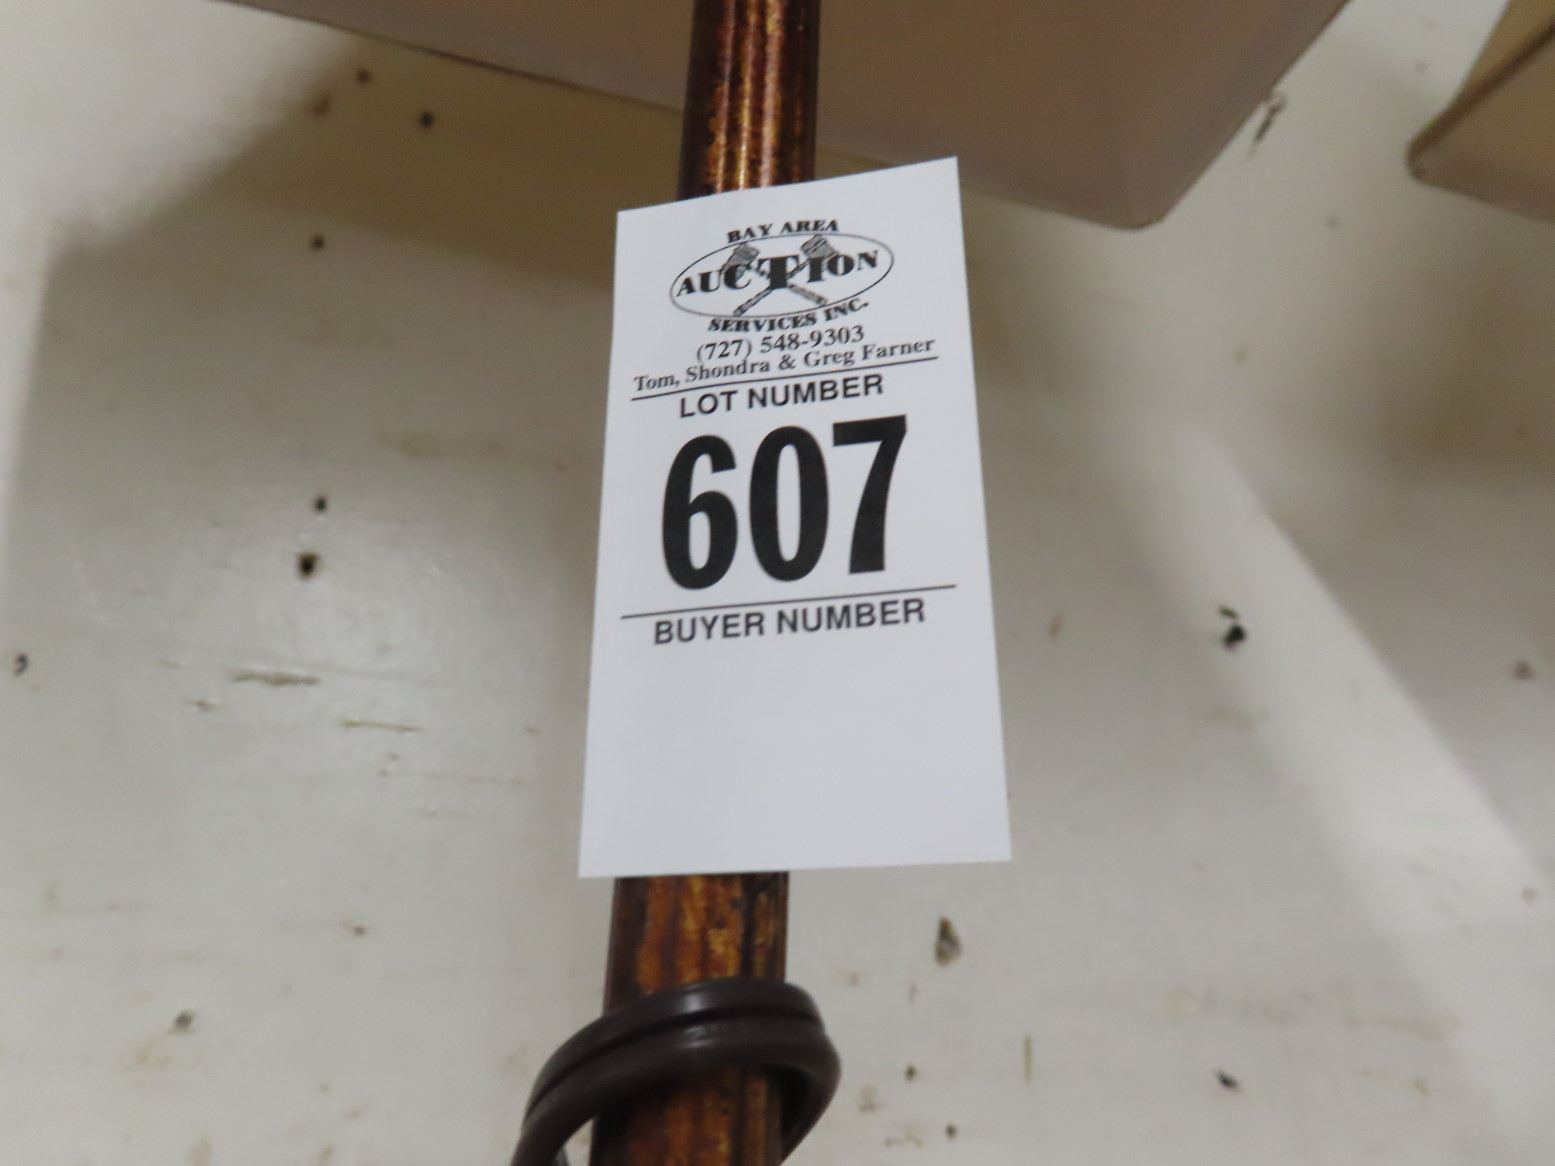 BAY AREA
AUCTION
SERVICES INC.
(727) 548-9303
Tom, Shondra & Greg Farner
LOT NUMBER
607
BUYER NUMBER